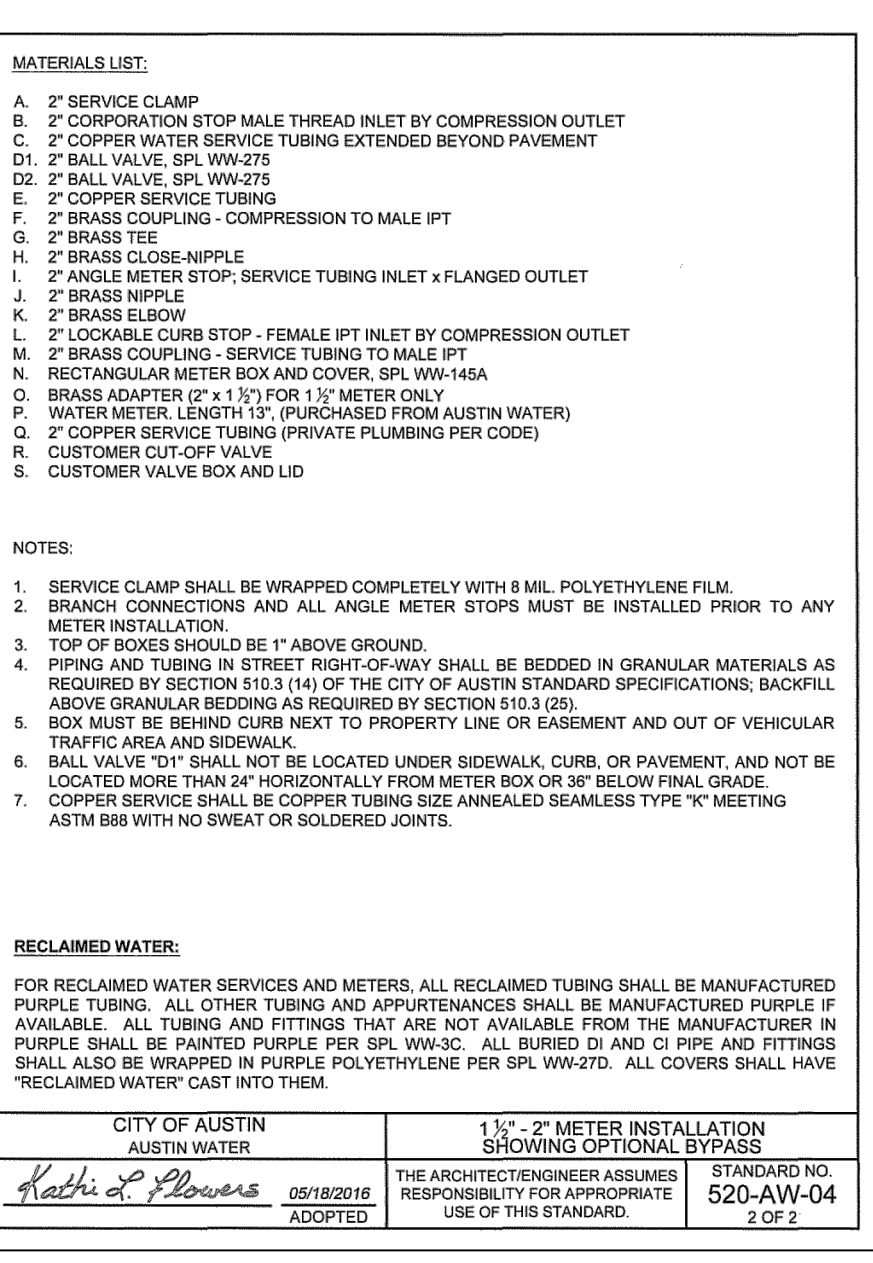 MATERIALS LIST:
A. 2" SERVICE CLAMP
B. 2" CORPORATION STOP MALE THREAD INLET BY COMPRESSION OUTLET
C. 2" COPPER WATER SERVICE TUBING EXTENDED BEYOND PAVEMENT
D1. 2" BALL VALVE, SPL WW-275
D2. 2" BALL VALVE, SPL WW-275
E. 2" COPPER SERVICE TUBING
F. 2" BRASS COUPLING - COMPRESSION TO MALE IPT
G. 2" BRASS TEE
H. 2" BRASS CLOSE-NIPPLE
I. 2" ANGLE METER STOP; SERVICE TUBING INLET x FLANGED OUTLET
J. 2" BRASS NIPPLE
K. 2" BRASS ELBOW
L. 2" LOCKABLE CURB STOP - FEMALE IPT INLET BY COMPRESSION OUTLET
M. 2" BRASS COUPLING - SERVICE TUBING TO MALE IPT
N. RECTANGULAR METER BOX AND COVER, SPL WW-145A
O. BRASS ADAPTER (2" x 1 ½") FOR 1 ½" METER ONLY
P. WATER METER. LENGTH 13", (PURCHASED FROM AUSTIN WATER)
Q. 2" COPPER SERVICE TUBING (PRIVATE PLUMBING PER CODE)
R. CUSTOMER CUT-OFF VALVE
S. CUSTOMER VALVE BOX AND LID
NOTES:
1. SERVICE CLAMP SHALL BE WRAPPED COMPLETELY WITH 8 MIL. POLYETHYLENE FILM.
2. BRANCH CONNECTIONS AND ALL ANGLE METER STOPS MUST BE INSTALLED PRIOR TO ANY
METER INSTALLATION.
3. TOP OF BOXES SHOULD BE 1" ABOVE GROUND.
4. PIPING AND TUBING IN STREET RIGHT-OF-WAY SHALL BE BEDDED IN GRANULAR MATERIALS AS
REQUIRED BY SECTION 510.3 (14) OF THE CITY OF AUSTIN STANDARD SPECIFICATIONS; BACKFILL
ABOVE GRANULAR BEDDING AS REQUIRED BY SECTION 510.3 (25).
5. BOX MUST BE BEHIND CURB NEXT TO PROPERTY LINE OR EASEMENT AND OUT OF VEHICULAR
TRAFFIC AREA AND SIDEWALK.
6. BALL VALVE "D1" SHALL NOT BE LOCATED UNDER SIDEWALK, CURB, OR PAVEMENT, AND NOT BE
LOCATED MORE THAN 24" HORIZONTALLY FROM METER BOX OR 36" BELOW FINAL GRADE.
7. COPPER SERVICE SHALL BE COPPER TUBING SIZE ANNEALED SEAMLESS TYPE "K" MEETING
ASTM B88 WITH NO SWEAT OR SOLDERED JOINTS.
RECLAIMED WATER:
FOR RECLAIMED WATER SERVICES AND METERS, ALL RECLAIMED TUBING SHALL BE MANUFACTURED
PURPLE TUBING. ALL OTHER TUBING AND APPURTENANCES SHALL BE MANUFACTURED PURPLE IF
AVAILABLE. ALL TUBING AND FITTINGS THAT ARE NOT AVAILABLE FROM THE MANUFACTURER IN
PURPLE SHALL BE PAINTED PURPLE PER SPL WW-3C. ALL BURIED DI AND CI PIPE AND FITTINGS
SHALL ALSO BE WRAPPED IN PURPLE POLYETHYLENE PER SPL WW-27D. ALL COVERS SHALL HAVE
"RECLAIMED WATER" CAST INTO THEM.
CITY OF AUSTIN
AUSTIN WATER
1 ½" - 2" METER INSTALLATION
SHOWING OPTIONAL BYPASS
Kathi L. Flowers
05/18/2016
ADOPTED
THE ARCHITECT/ENGINEER ASSUMES
RESPONSIBILITY FOR APPROPRIATE
USE OF THIS STANDARD.
STANDARD NO.
520-AW-04
2 OF 2